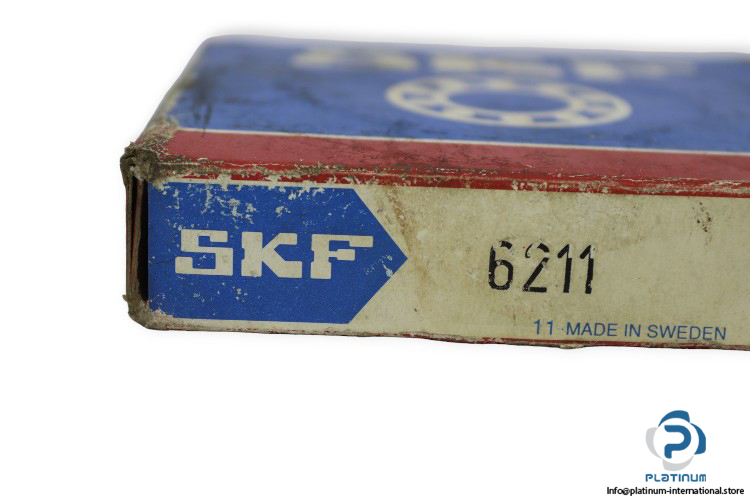 SKF
6211
11 · MADE IN SWEDEN
PLATINUM
Info@platinum-international.store